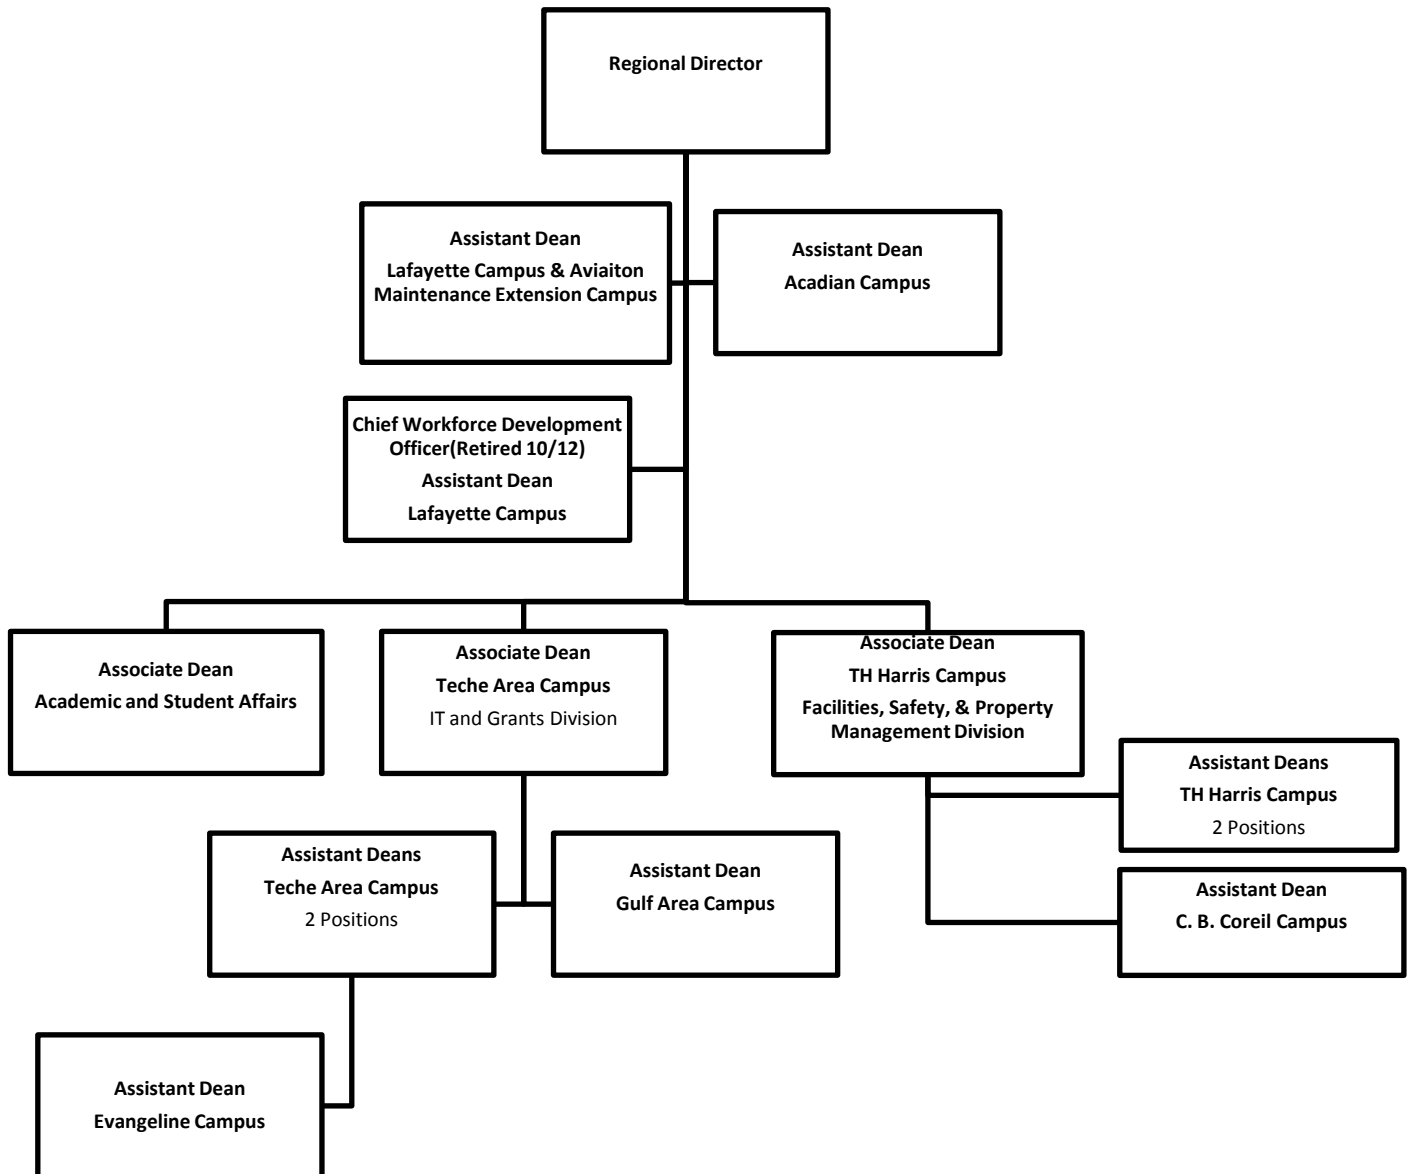 Regional Director
Assistant Dean
Lafayette Campus & Aviaiton
Maintenance Extension Campus
Assistant Dean
Acadian Campus
Chief Workforce Development
Officer(Retired 10/12)
Assistant Dean
Lafayette Campus
Associate Dean
Academic and Student Affairs
Associate Dean
Teche Area Campus
IT and Grants Division
Associate Dean
TH Harris Campus
Facilities, Safety, & Property
Management Division
Assistant Deans
TH Harris Campus
2 Positions
Assistant Deans
Teche Area Campus
2 Positions
Assistant Dean
Gulf Area Campus
Assistant Dean
C. B. Coreil Campus
Assistant Dean
Evangeline Campus